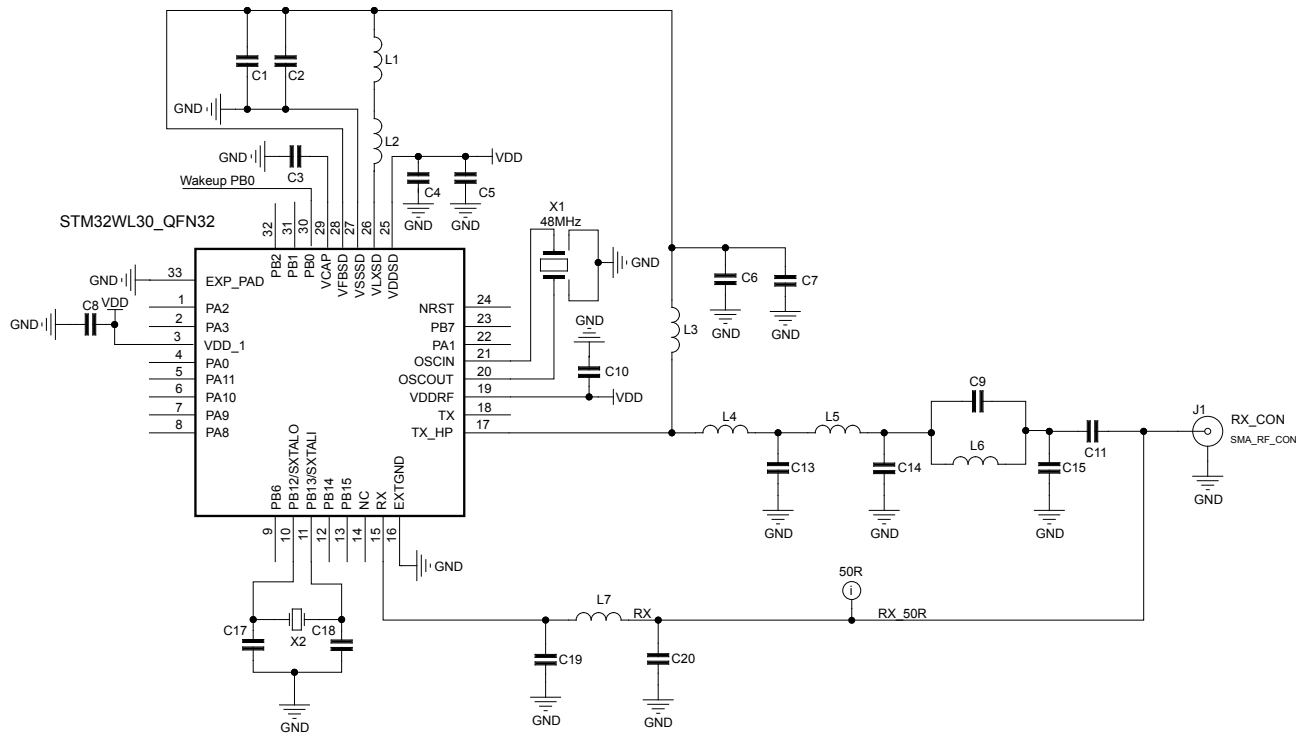 C1
C2
L1
GND
L2
GND
C3
VDD
C4
C5
GND
GND
Wakeup PB0
X1
48MHz
STM32WL30_QFN32
32
31
30
29
28
27
26
25
PB2
PB1
PB0
VCAP
VFBSD
VSSSD
VLXSD
VDDSD
GND
GND
33
EXP_PAD
C8
VDD
GND
1
PA2
2
PA3
3
VDD_1
4
PA0
5
PA11
6
PA10
7
PA9
8
PA8
NRST
24
PB7
23
PA1
22
OSCIN
21
OSCOUT
20
VDDRF
19
TX
18
TX_HP
17
GND
C10
VDD
C6
C7
GND
GND
L3
L4
L5
C9
L6
C11
J1
RX_CON
SMA_RF_CON
GND
C13
C14
C15
GND
GND
GND
PB6
PB12/SXTALO
PB13/SXTALI
PB14
PB15
NC
RX
EXTGND
9
10
11
12
13
14
15
16
GND
C17
X2
C18
GND
L7
RX
50R
i
RX_50R
C19
C20
GND
GND